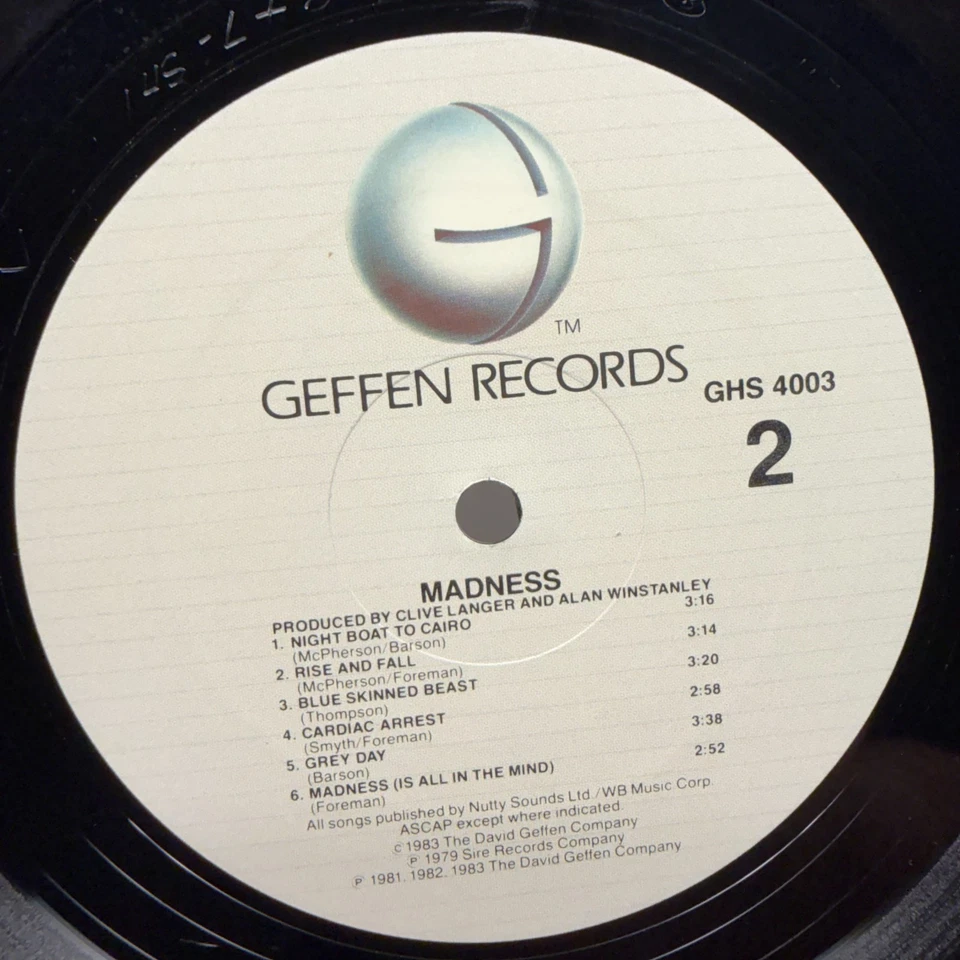 TM
GEFFEN RECORDS
GHS 4003
2
MADNESS
PRODUCED BY CLIVE LANGER AND ALAN WINSTANLEY
1. NIGHT BOAT TO CAIRO 3:16
(McPherson/Barson)
2. RISE AND FALL 3:14
(McPherson/Foreman)
3. BLUE SKINNED BEAST 3:20
(Thompson)
4. CARDIAC ARREST 2:58
(Smyth/Foreman)
5. GREY DAY 3:38
(Barson)
6. MADNESS (IS ALL IN THE MIND) 2:52
(Foreman)
All songs published by Nutty Sounds Ltd./WB Music Corp.
ASCAP except where indicated.
© 1983 The David Geffen Company
℗ 1979 Sire Records Company
℗ 1981, 1982, 1983 The David Geffen Company